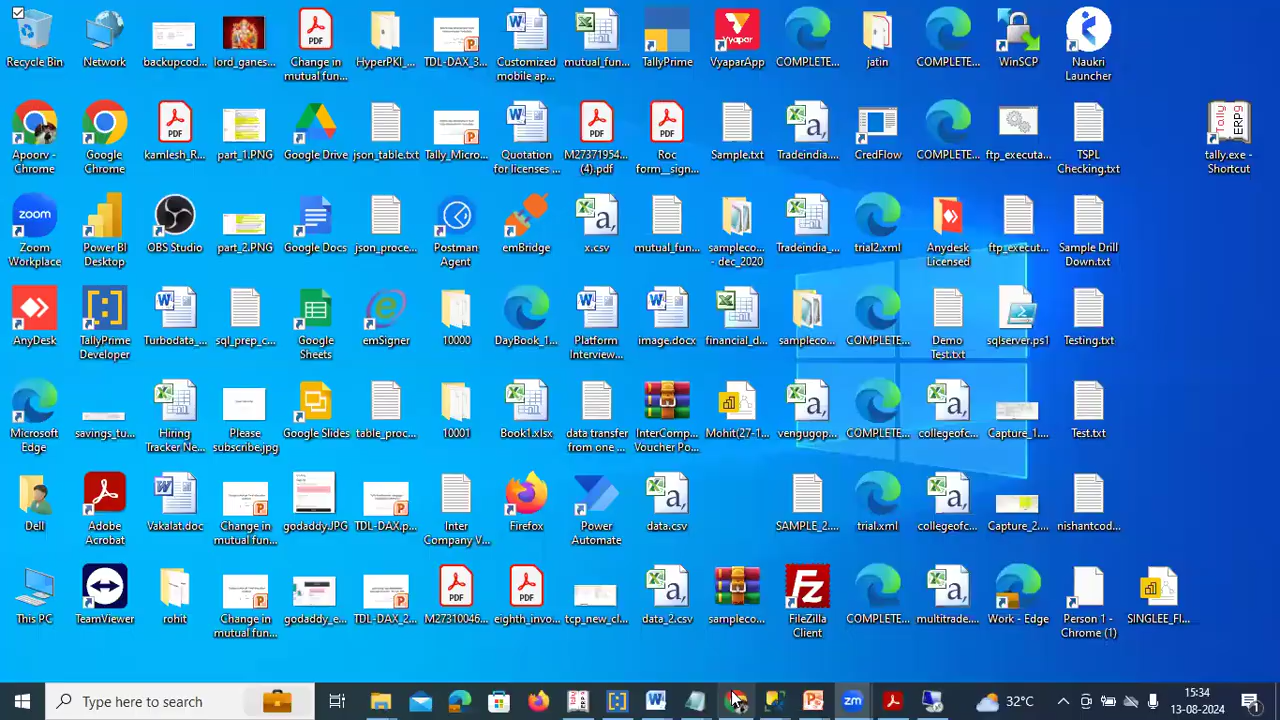 Recycle Bin
Network
backupcod...
lord_ganes...
Change in
mutual fun...
HyperPKI_...
TDL-DAX_3...
Customized
mobile ap...
mutual_fun...
TallyPrime
VyaparApp
COMPLETE...
jatin
COMPLETE...
WinSCP
Naukri
Launcher
Apoorv -
Chrome
Google
Chrome
kamlesh_R...
part_1.PNG
Google Drive
json_table.txt
Tally_Micro...
Quotation
for licenses ...
M27371954...
(4).pdf
Roc
form__sign...
Sample.txt
Tradeindia....
CredFlow
COMPLETE...
ftp_executa...
TSPL
Checking.txt
tally.exe -
Shortcut
Zoom
Workplace
Power BI
Desktop
OBS Studio
part_2.PNG
Google Docs
json_proce...
Postman
Agent
emBridge
x.csv
mutual_fun...
sampleco...
- dec_2020
Tradeindia_...
trial2.xml
Anydesk
Licensed
ftp_execut...
Sample Drill
Down.txt
AnyDesk
TallyPrime
Developer
Turbodata_...
sql_prep_c...
Google
Sheets
emSigner
10000
DayBook_1...
Platform
Interview...
image.docx
financial_d...
sampleco...
COMPLETE...
Demo
Test.txt
sqlserver.ps1
Testing.txt
Microsoft
Edge
savings_tu...
Hiring
Tracker Ne...
Please
subscribe.jpg
Google Slides
table_proc...
10001
Book1.xlsx
data transfer
from one ...
InterComp...
Voucher Po...
Mohit(27-1...
vengugop...
COMPLETE...
collegeofc...
Capture_1....
Test.txt
Dell
Adobe
Acrobat
Vakalat.doc
Change in
mutual fun...
godaddy.JPG
TDL-DAX.p...
Inter
Company V...
Firefox
Power
Automate
data.csv
SAMPLE_2....
trial.xml
collegeofc...
Capture_2....
nishantcod...
This PC
TeamViewer
rohit
Change in
mutual fun...
godaddy_e...
TDL-DAX_2...
M27310046...
eighth_invo...
tcp_new_cl...
data_2.csv
sampleco...
FileZilla
Client
COMPLETE...
multitrade....
Work - Edge
Person 1 -
Chrome (1)
SINGLEE_FI...
Type here to search
32°C
15:34
13-08-2024